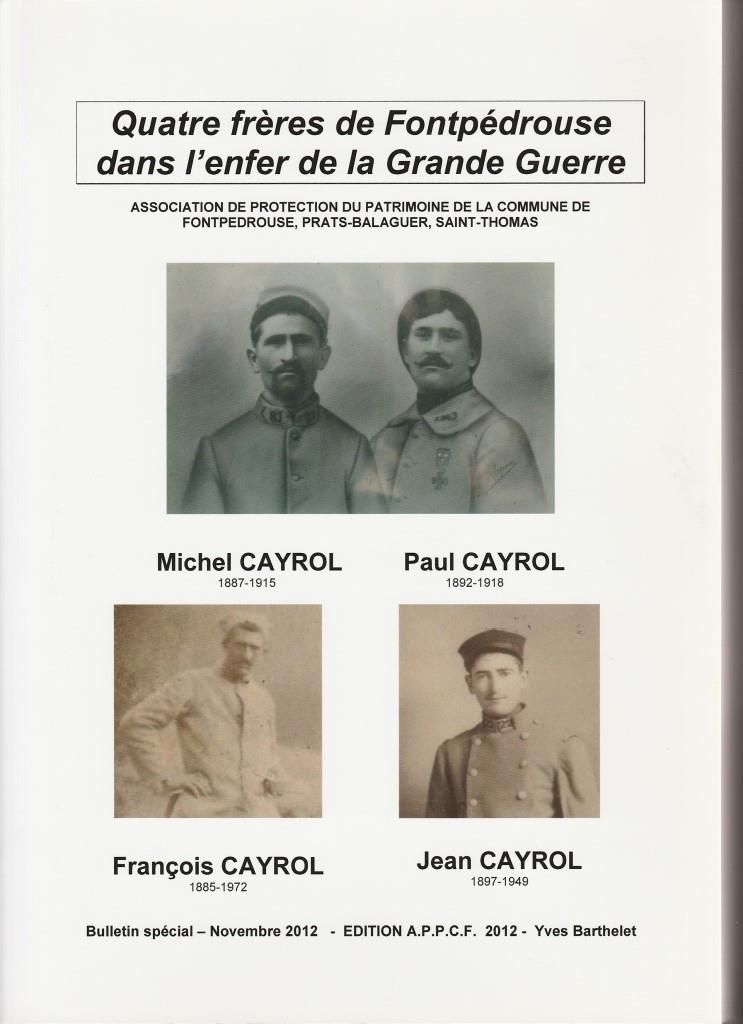 Quatre frères de Fontpédrouse
dans l'enfer de la Grande Guerre
ASSOCIATION DE PROTECTION DU PATRIMOINE DE LA COMMUNE DE
FONTPEDROUSE, PRATS-BALAGUER, SAINT-THOMAS
Michel CAYROL
1887-1915
Paul CAYROL
1892-1918
François CAYROL
1885-1972
Jean CAYROL
1897-1949
Bulletin spécial – Novembre 2012 - EDITION A.P.P.C.F. 2012 - Yves Barthelet